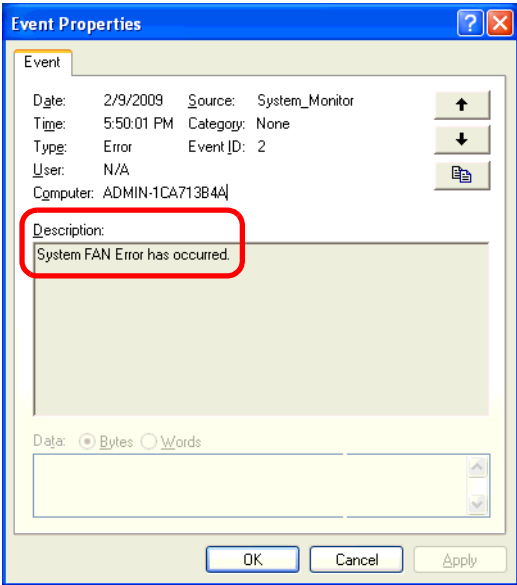 Event Properties
Event
Date: 2/9/2009 Source: System_Monitor
Time: 5:50:01 PM Category: None
Type: Error Event ID: 2
User: N/A
Computer: ADMIN-1CA713B4A
Description:
System FAN Error has occurred.
Data: Bytes Words
OK Cancel Apply